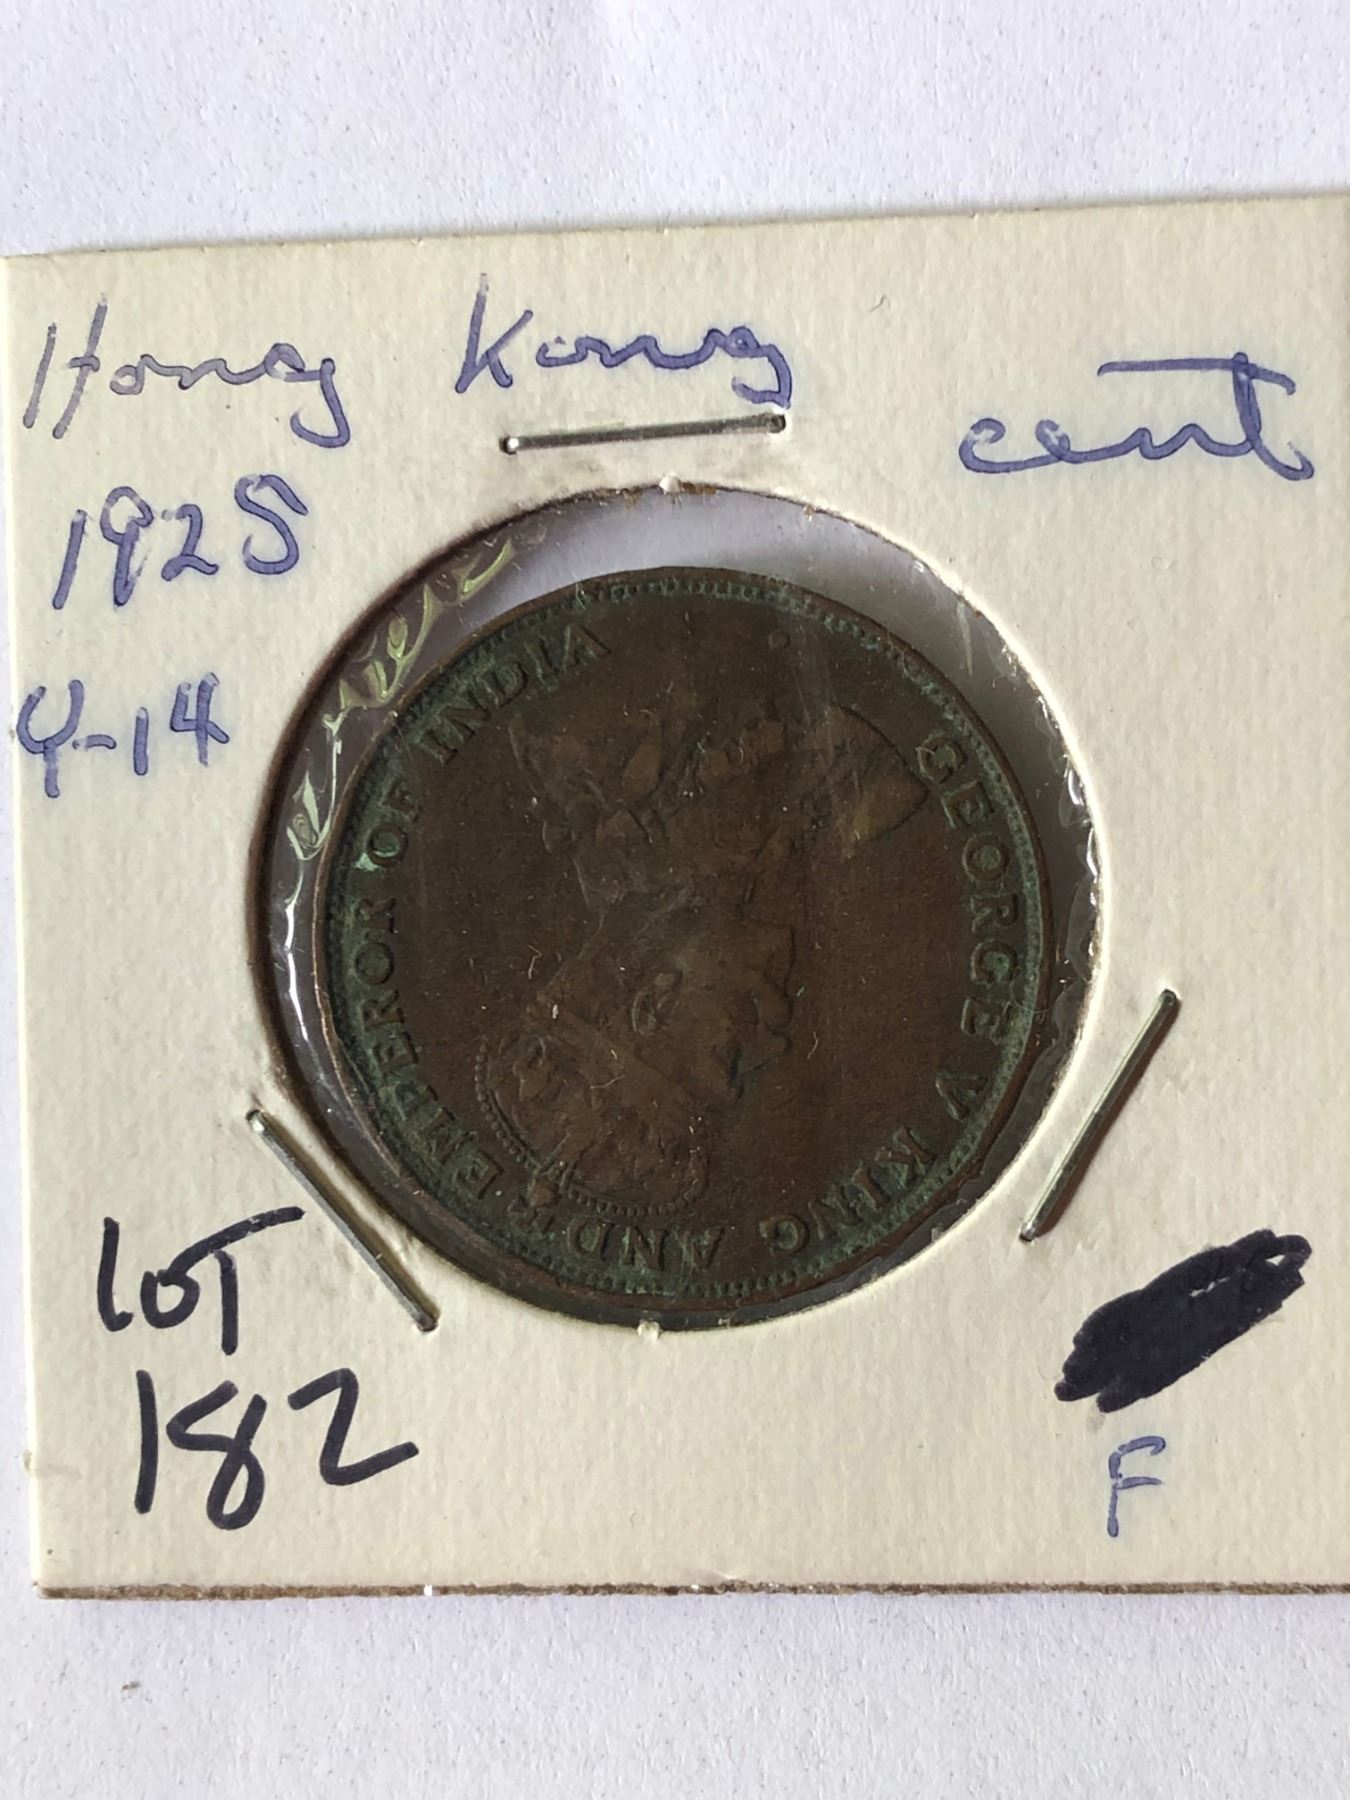 Hong Kong cent
1925
Y-14
GEORGE V KING AND EMPEROR OF INDIA
LOT
182
F